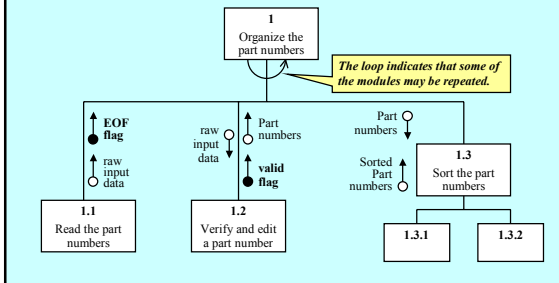 1
Organize the
part numbers
The loop indicates that some of
the modules may be repeated.
EOF
flag
raw
input
data
raw
input
data
Part
numbers
valid
flag
Part
numbers
Sorted
Part
numbers
1.3
Sort the part
numbers
1.1
Read the part
numbers
1.2
Verify and edit
a part number
1.3.1
1.3.2